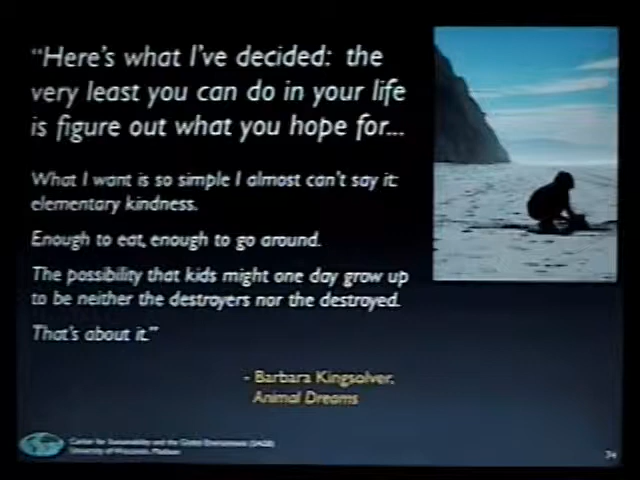 “Here's what I've decided: the
very least you can do in your life
is figure out what you hope for...
What I want is so simple I almost can't say it:
elementary kindness.
Enough to eat, enough to go around.
The possibility that kids might one day grow up
to be neither the destroyers nor the destroyed.
That's about it.”
- Barbara Kingsolver,
Animal Dreams
Center for Sustainability and the Global Environment (SAGE)
University of Wisconsin, Madison
74